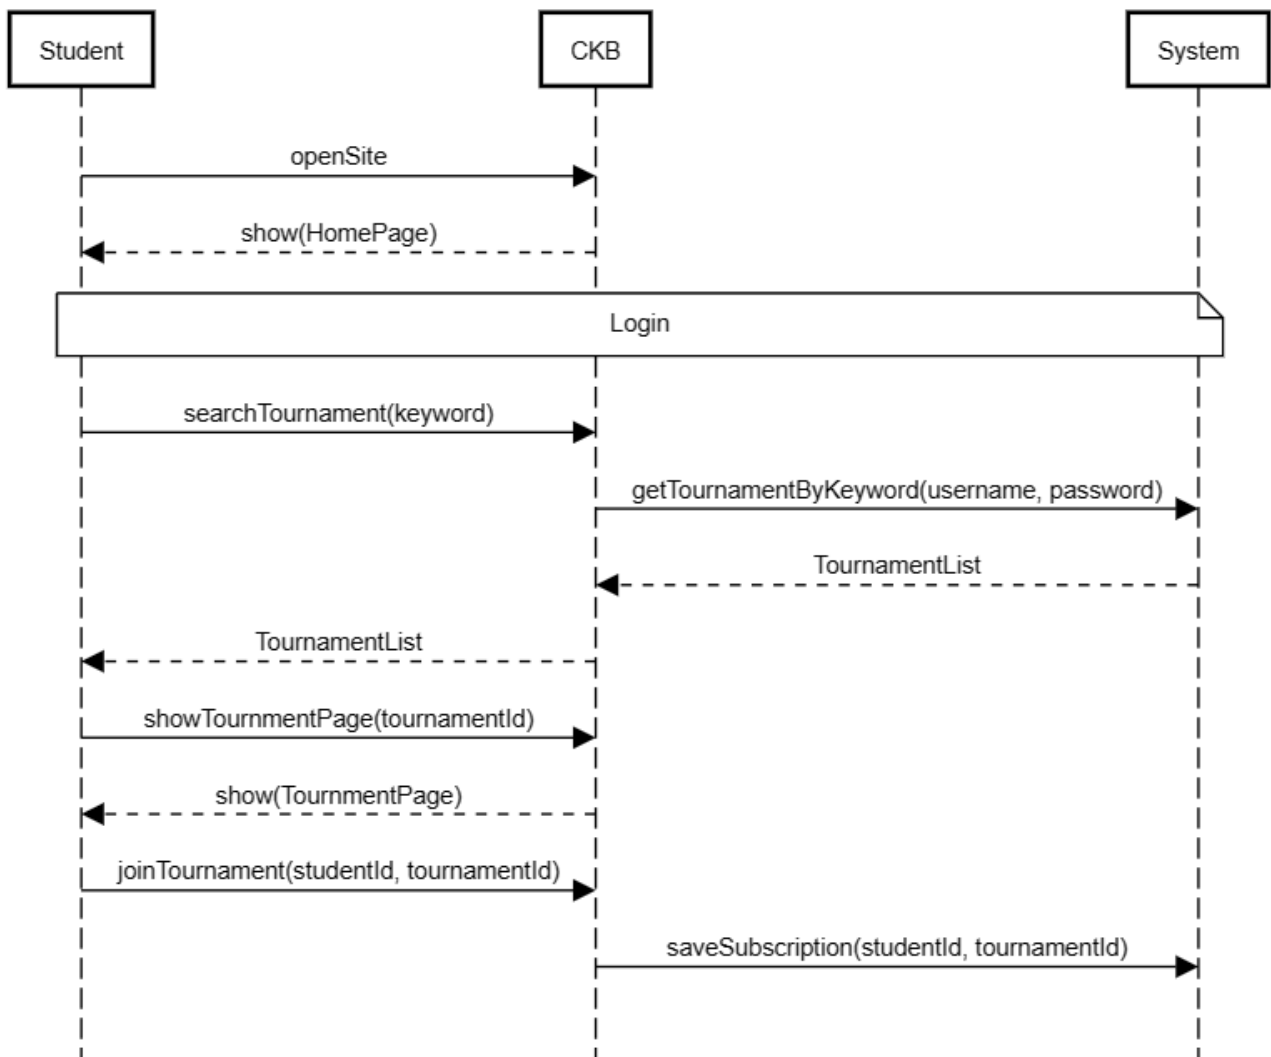 Student
CKB
System
openSite
show(HomePage)
Login
searchTournament(keyword)
getTournamentByKeyword(username, password)
TournamentList
TournamentList
showTournmentPage(tournamentId)
show(TournmentPage)
joinTournament(studentId, tournamentId)
saveSubscription(studentId, tournamentId)